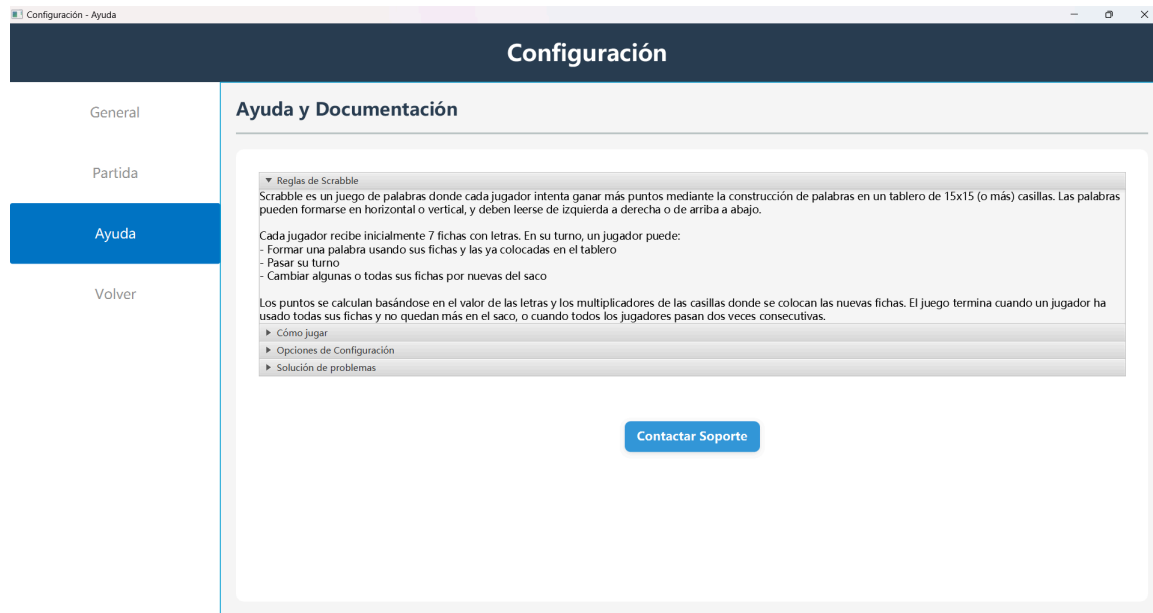 Configuración - Ayuda
Configuración
General
Partida
Ayuda
Volver
Ayuda y Documentación
Reglas de Scrabble
Scrabble es un juego de palabras donde cada jugador intenta ganar más puntos mediante la construcción de palabras en un tablero de 15x15 (o más) casillas. Las palabras
pueden formarse en horizontal o vertical, y deben leerse de izquierda a derecha o de arriba a abajo.
Cada jugador recibe inicialmente 7 fichas con letras. En su turno, un jugador puede:
- Formar una palabra usando sus fichas y las ya colocadas en el tablero
- Pasar su turno
- Cambiar algunas o todas sus fichas por nuevas del saco
Los puntos se calculan basándose en el valor de las letras y los multiplicadores de las casillas donde se colocan las nuevas fichas. El juego termina cuando un jugador ha
usado todas sus fichas y no quedan más en el saco, o cuando todos los jugadores pasan dos veces consecutivas.
Cómo jugar
Opciones de Configuración
Solución de problemas
Contactar Soporte